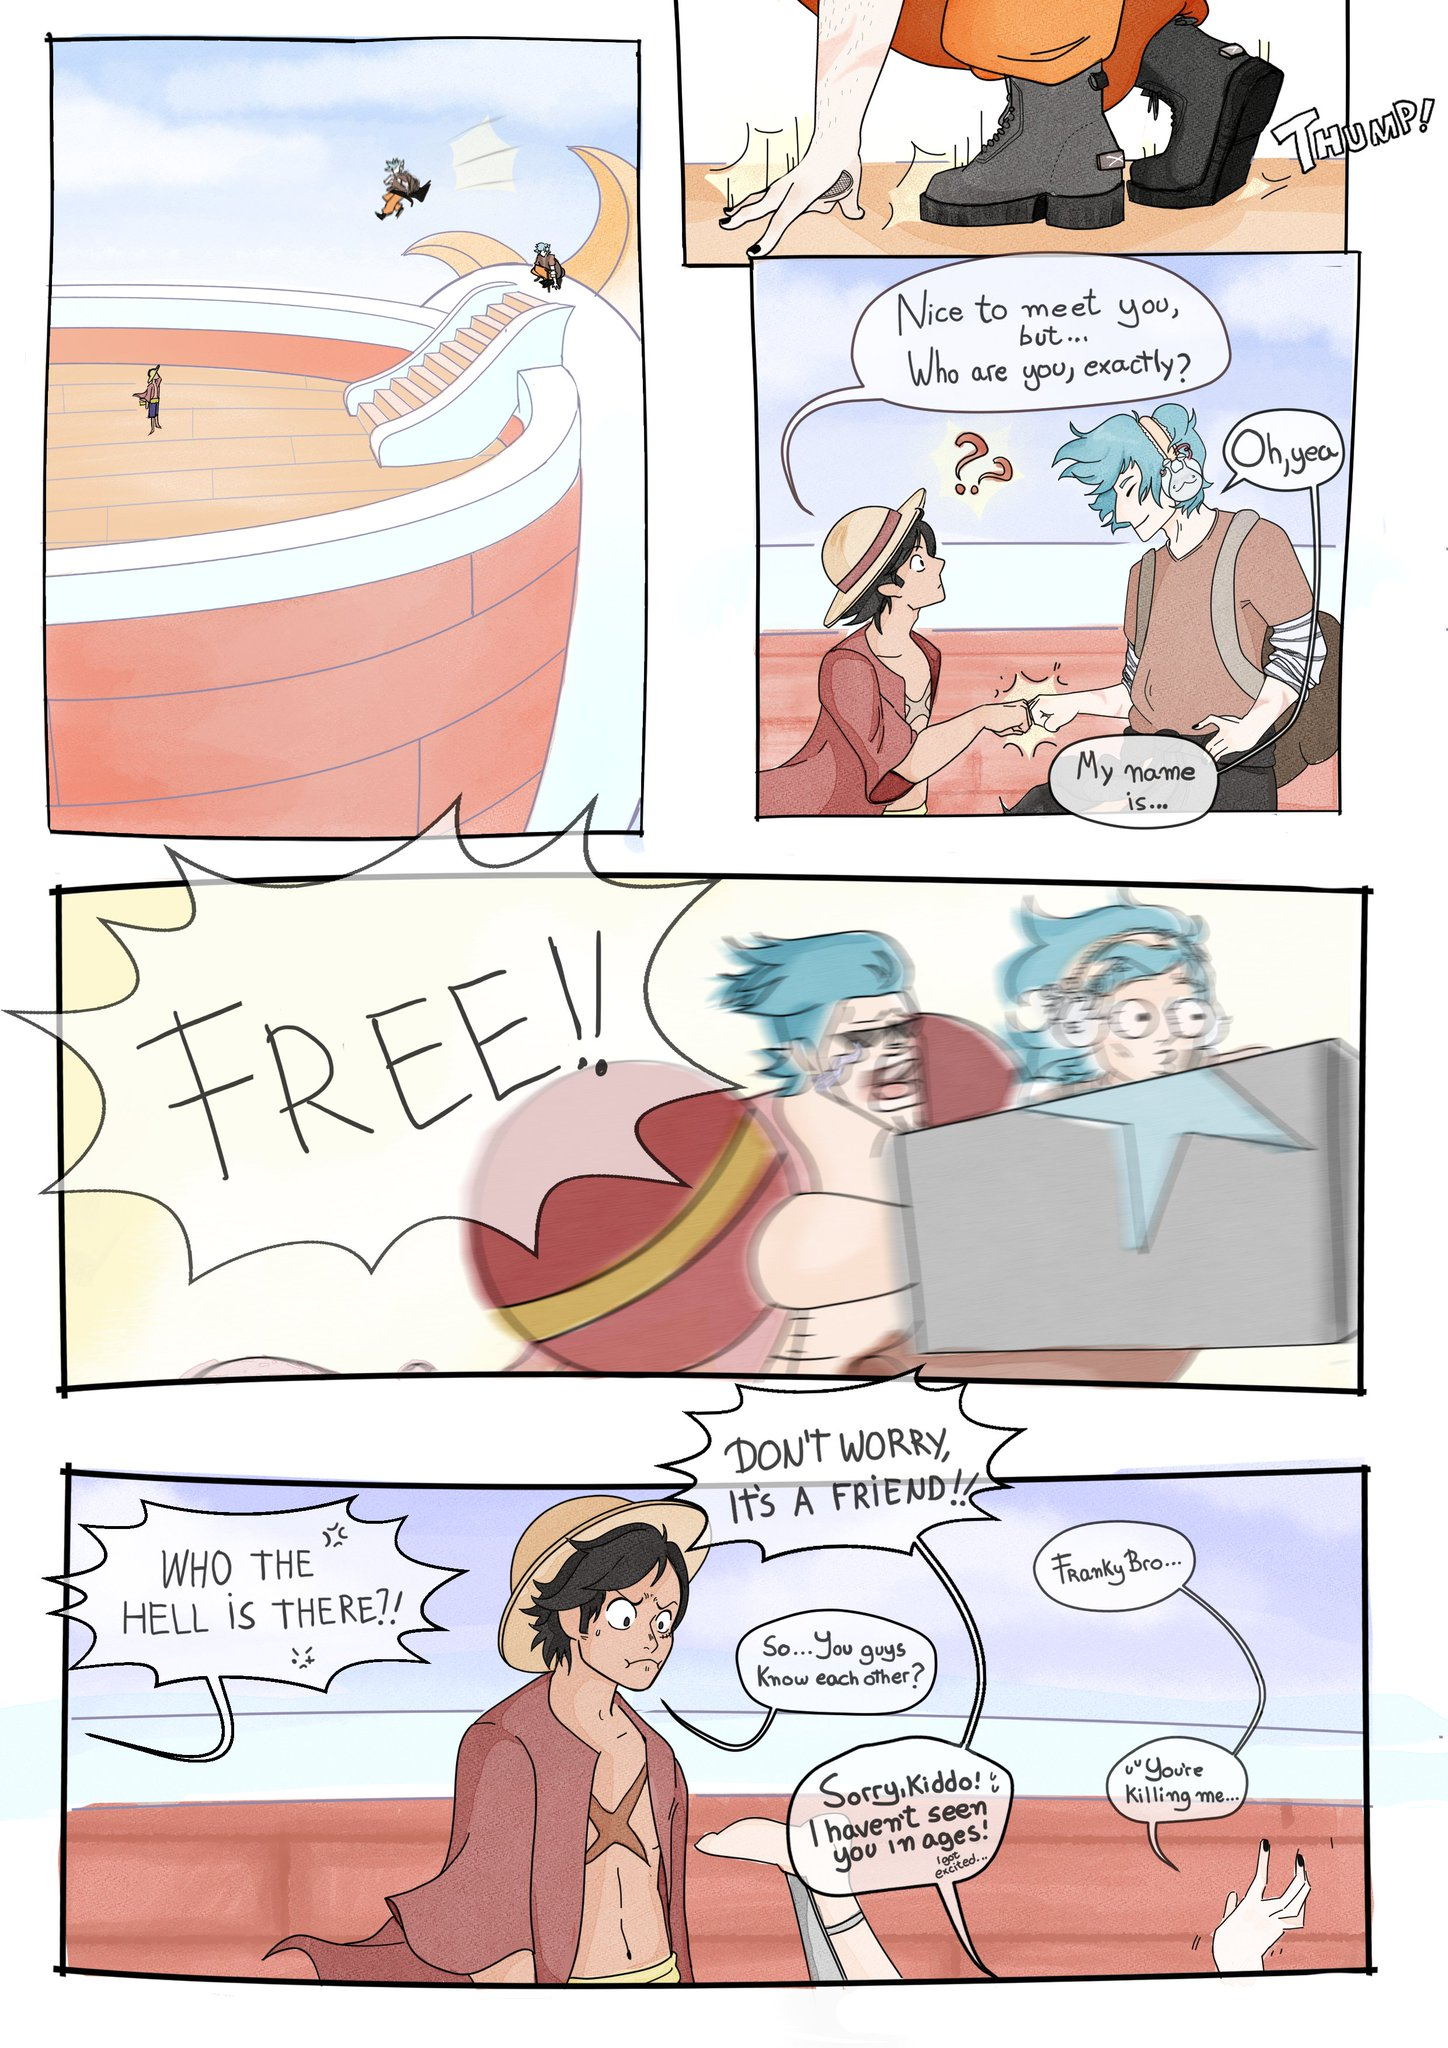 THUMP!
Nice to meet you,
but...
Who are you, exactly?
??
Oh, yea
My name
is...
FREE!!
DON'T WORRY,
IT'S A FRIEND!!
WHO THE
HELL IS THERE?!
So...You guys
Know each other?
Sorry, Kiddo!
I haven't seen
you in ages!
I got
excited...
Franky Bro...
You're
Killing me...